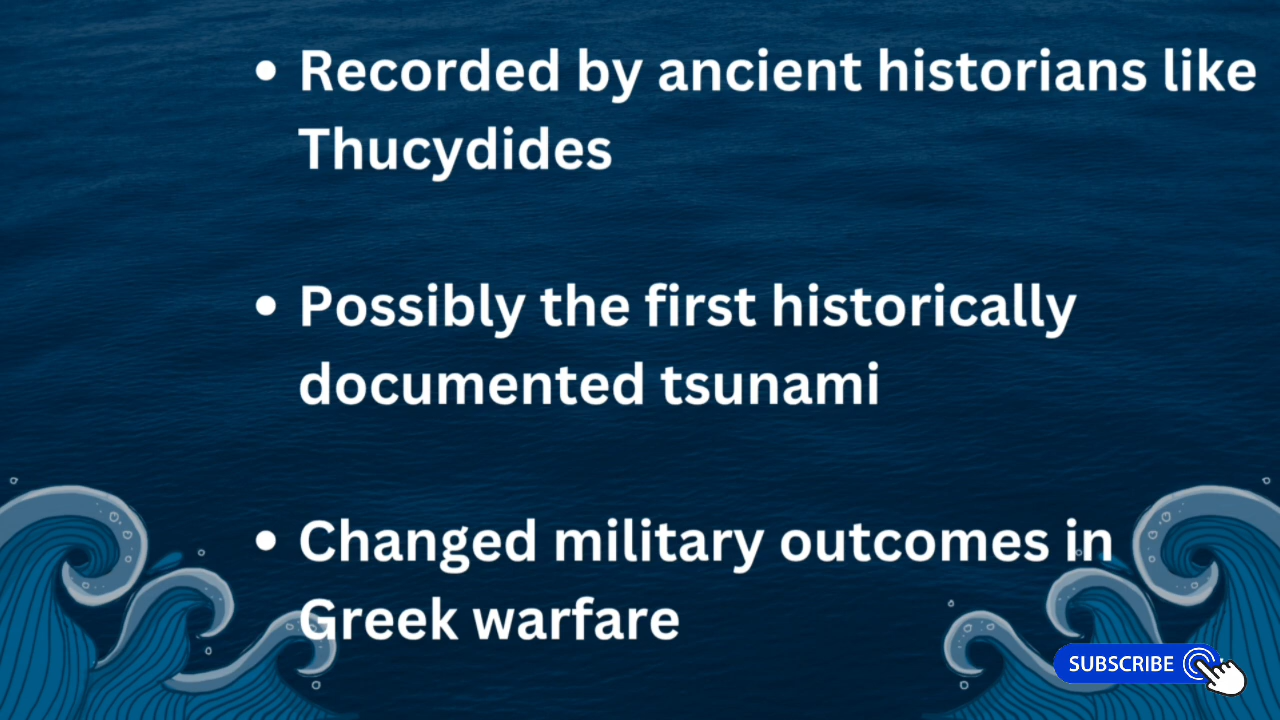 • Recorded by ancient historians like
Thucydides
• Possibly the first historically
documented tsunami
• Changed military outcomes in
Greek warfare
SUBSCRIBE